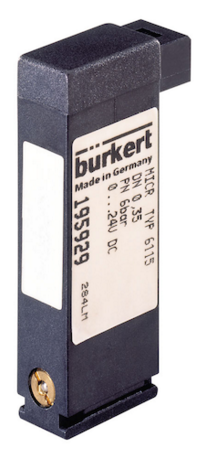 bürkert
Made in Germany
195929
MICR TYP 6115
DN 0,35
PN 6bar
0..24V DC
284LM